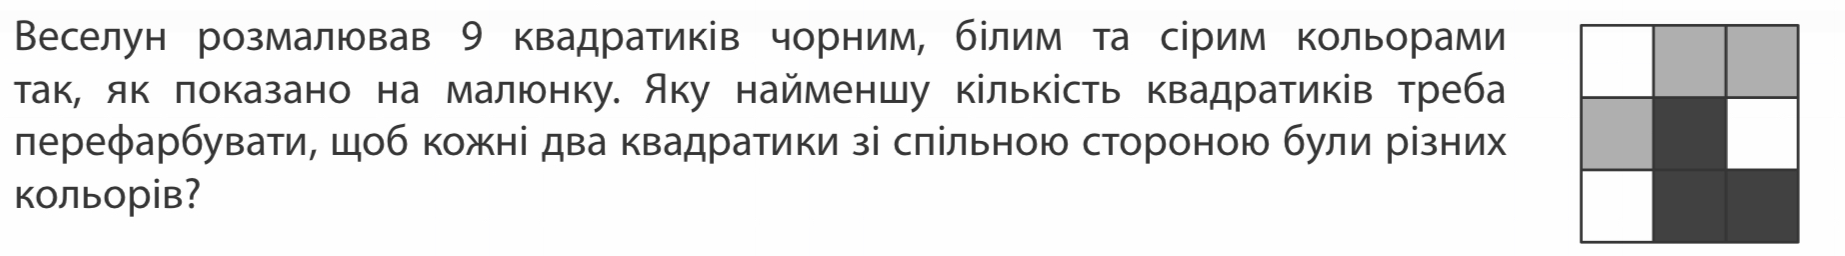 Веселун розмалював 9 квадратиків чорним, білим та сірим кольорами
так, як показано на малюнку. Яку найменшу кількість квадратиків треба
перефарбувати, щоб кожні два квадратики зі спільною стороною були різних
кольорів?